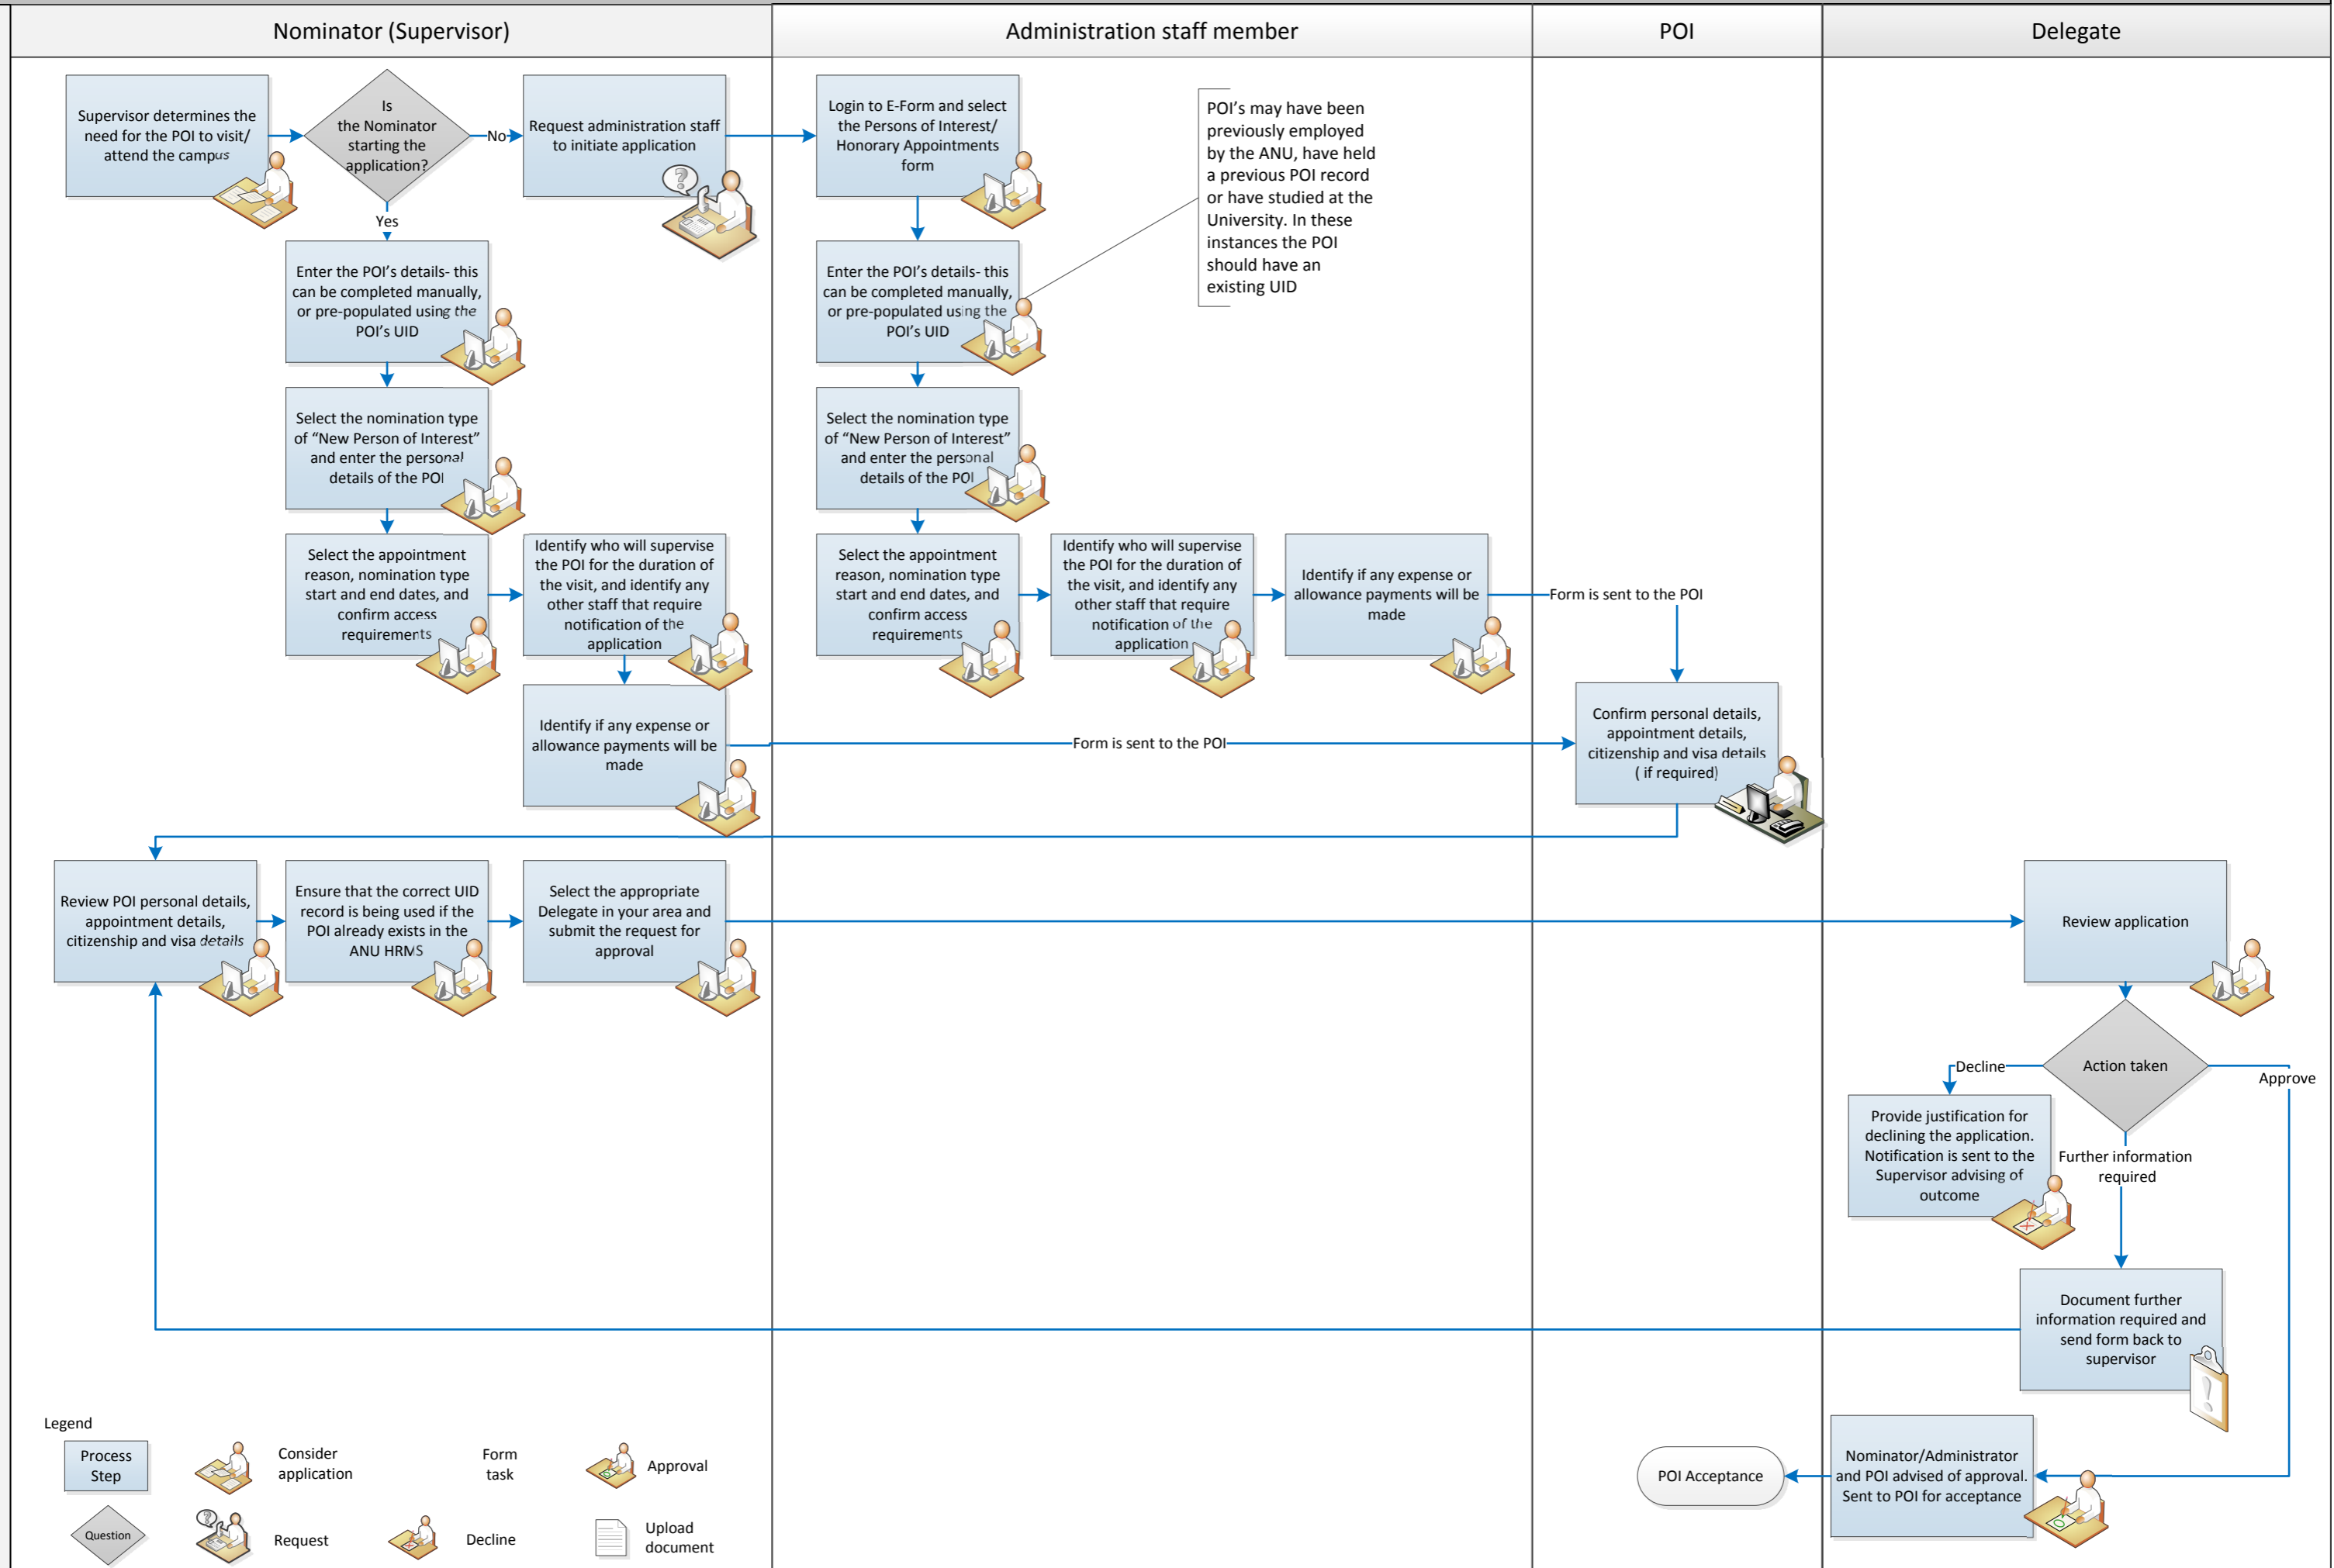 Nominator (Supervisor)
Administration staff member
POI
Delegate
Supervisor determines the
need for the POI to visit/
attend the campus
Is
the Nominator
starting the
application?
No
Yes
Request administration staff
to initiate application
Enter the POI's details- this
can be completed manually,
or pre-populated using the
POI's UID
Select the nomination type
of “New Person of Interest”
and enter the personal
details of the POI
Select the appointment
reason, nomination type
start and end dates, and
confirm access
requirements
Identify who will supervise
the POI for the duration of
the visit, and identify any
other staff that require
notification of the
application
Identify if any expense or
allowance payments will be
made
Form is sent to the POI
Login to E-Form and select
the Persons of Interest/
Honorary Appointments
form
POI's may have been
previously employed
by the ANU, have held
a previous POI record
or have studied at the
University. In these
instances the POI
should have an
existing UID
Enter the POI's details- this
can be completed manually,
or pre-populated using the
POI's UID
Select the nomination type
of “New Person of Interest”
and enter the personal
details of the POI
Select the appointment
reason, nomination type
start and end dates, and
confirm access
requirements
Identify who will supervise
the POI for the duration of
the visit, and identify any
other staff that require
notification of the
application
Identify if any expense or
allowance payments will be
made
Form is sent to the POI
Confirm personal details,
appointment details,
citizenship and visa details
( if required)
Review POI personal details,
appointment details,
citizenship and visa details
Ensure that the correct UID
record is being used if the
POI already exists in the
ANU HRMS
Select the appropriate
Delegate in your area and
submit the request for
approval
Review application
Action taken
Decline
Approve
Further information
required
Provide justification for
declining the application.
Notification is sent to the
Supervisor advising of
outcome
Document further
information required and
send form back to
supervisor
Nominator/Administrator
and POI advised of approval.
Sent to POI for acceptance
POI Acceptance
Legend
Process
Step
Consider
application
Form
task
Approval
Question
Request
Decline
Upload
document